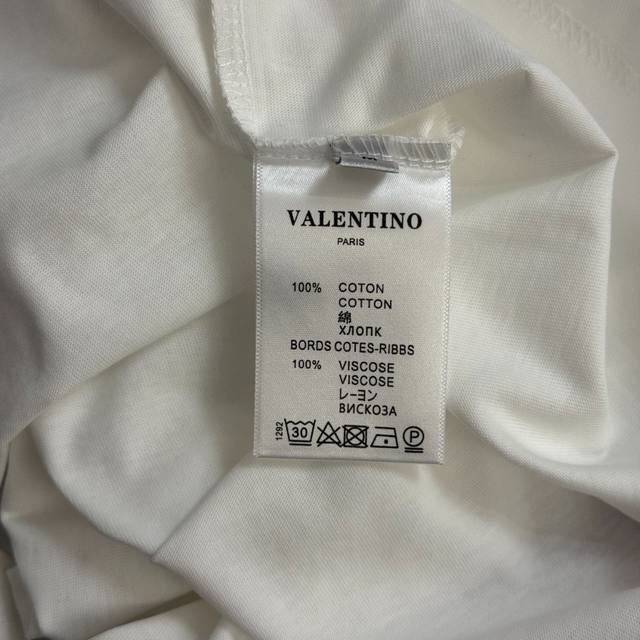 VALENTINO
PARIS
100% COTON
COTTON
綿
ХЛОПК
BORDS COTES-RIBBS
100% VISCOSE
VISCOSE
レーヨン
ВИСКОЗА
1292
30
P